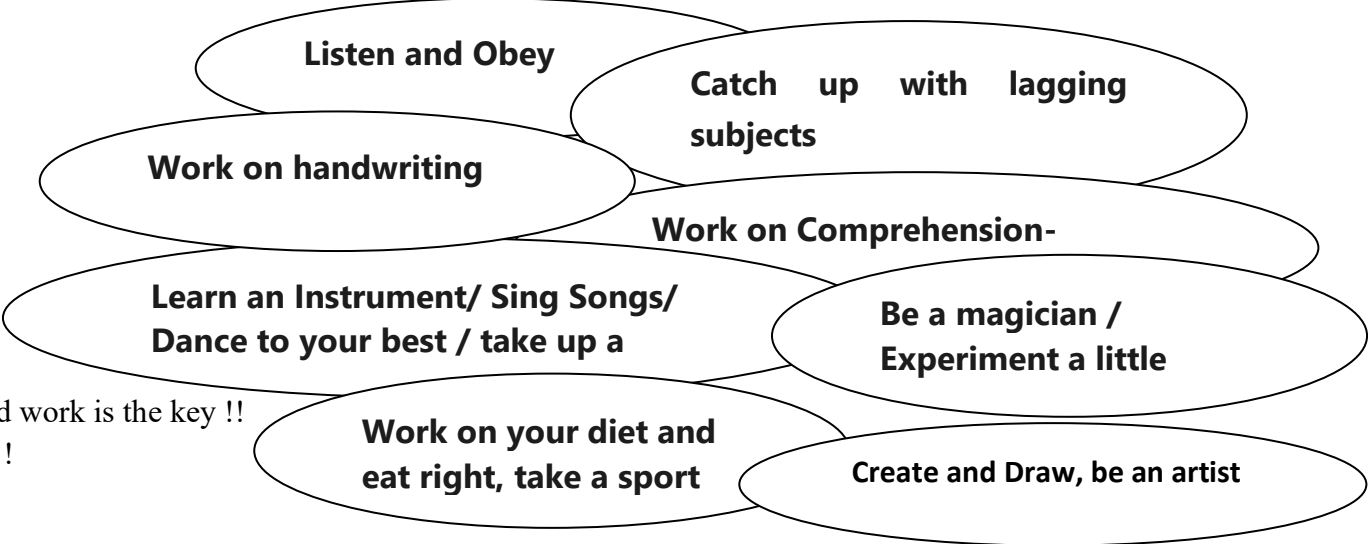 Listen and Obey
Catch up with lagging
subjects
Work on handwriting
Work on Comprehension-
Learn an Instrument/ Sing Songs/
Dance to your best / take up a
Be a magician /
Experiment a little
work is the key !!
!
Work on your diet and
eat right, take a sport
Create and Draw, be an artist